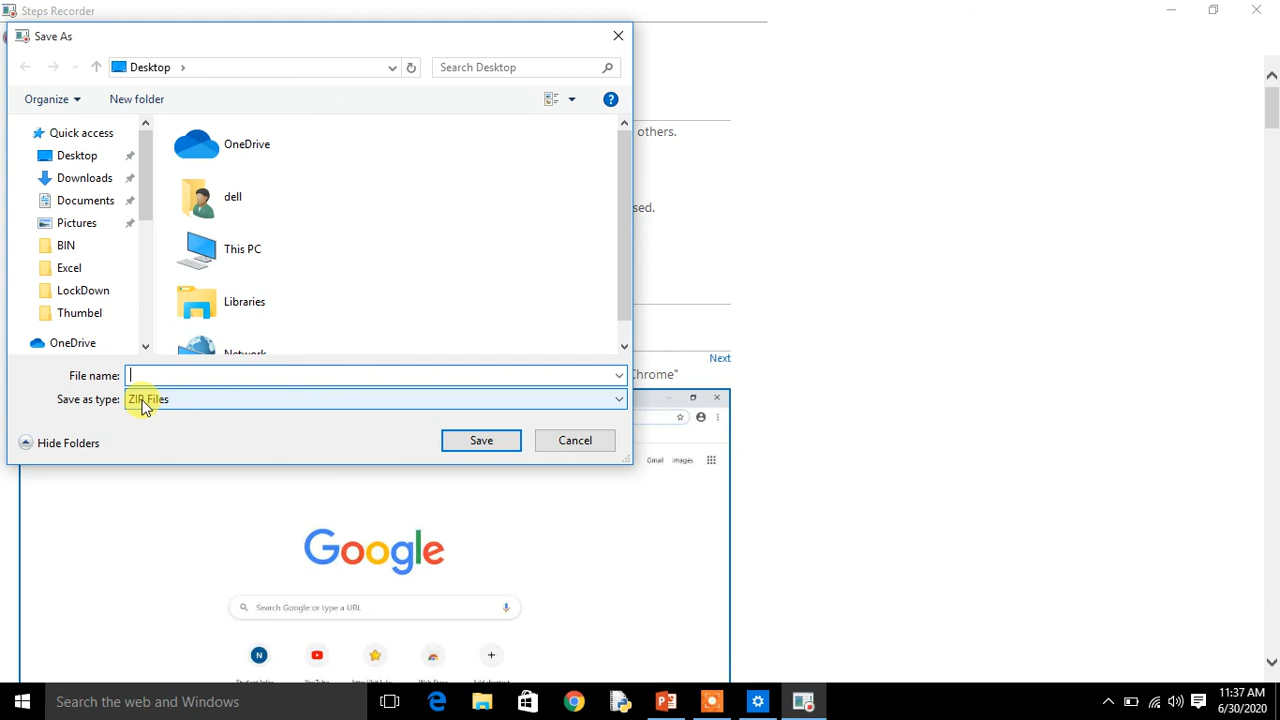 Steps Recorder
Save As
Desktop
Search Desktop
Organize
New folder
others.
Quick access
Desktop
Downloads
Documents
Pictures
BIN
Excel
LockDown
Thumbel
OneDrive
OneDrive
dell
This PC
Libraries
Network
sed.
Next
Chrome"
File name:
Save as type: ZIP Files
Hide Folders
Save
Cancel
Gmail Images
Google
Search Google or type a URL
N
Search the web and Windows
11:37 AM
6/30/2020